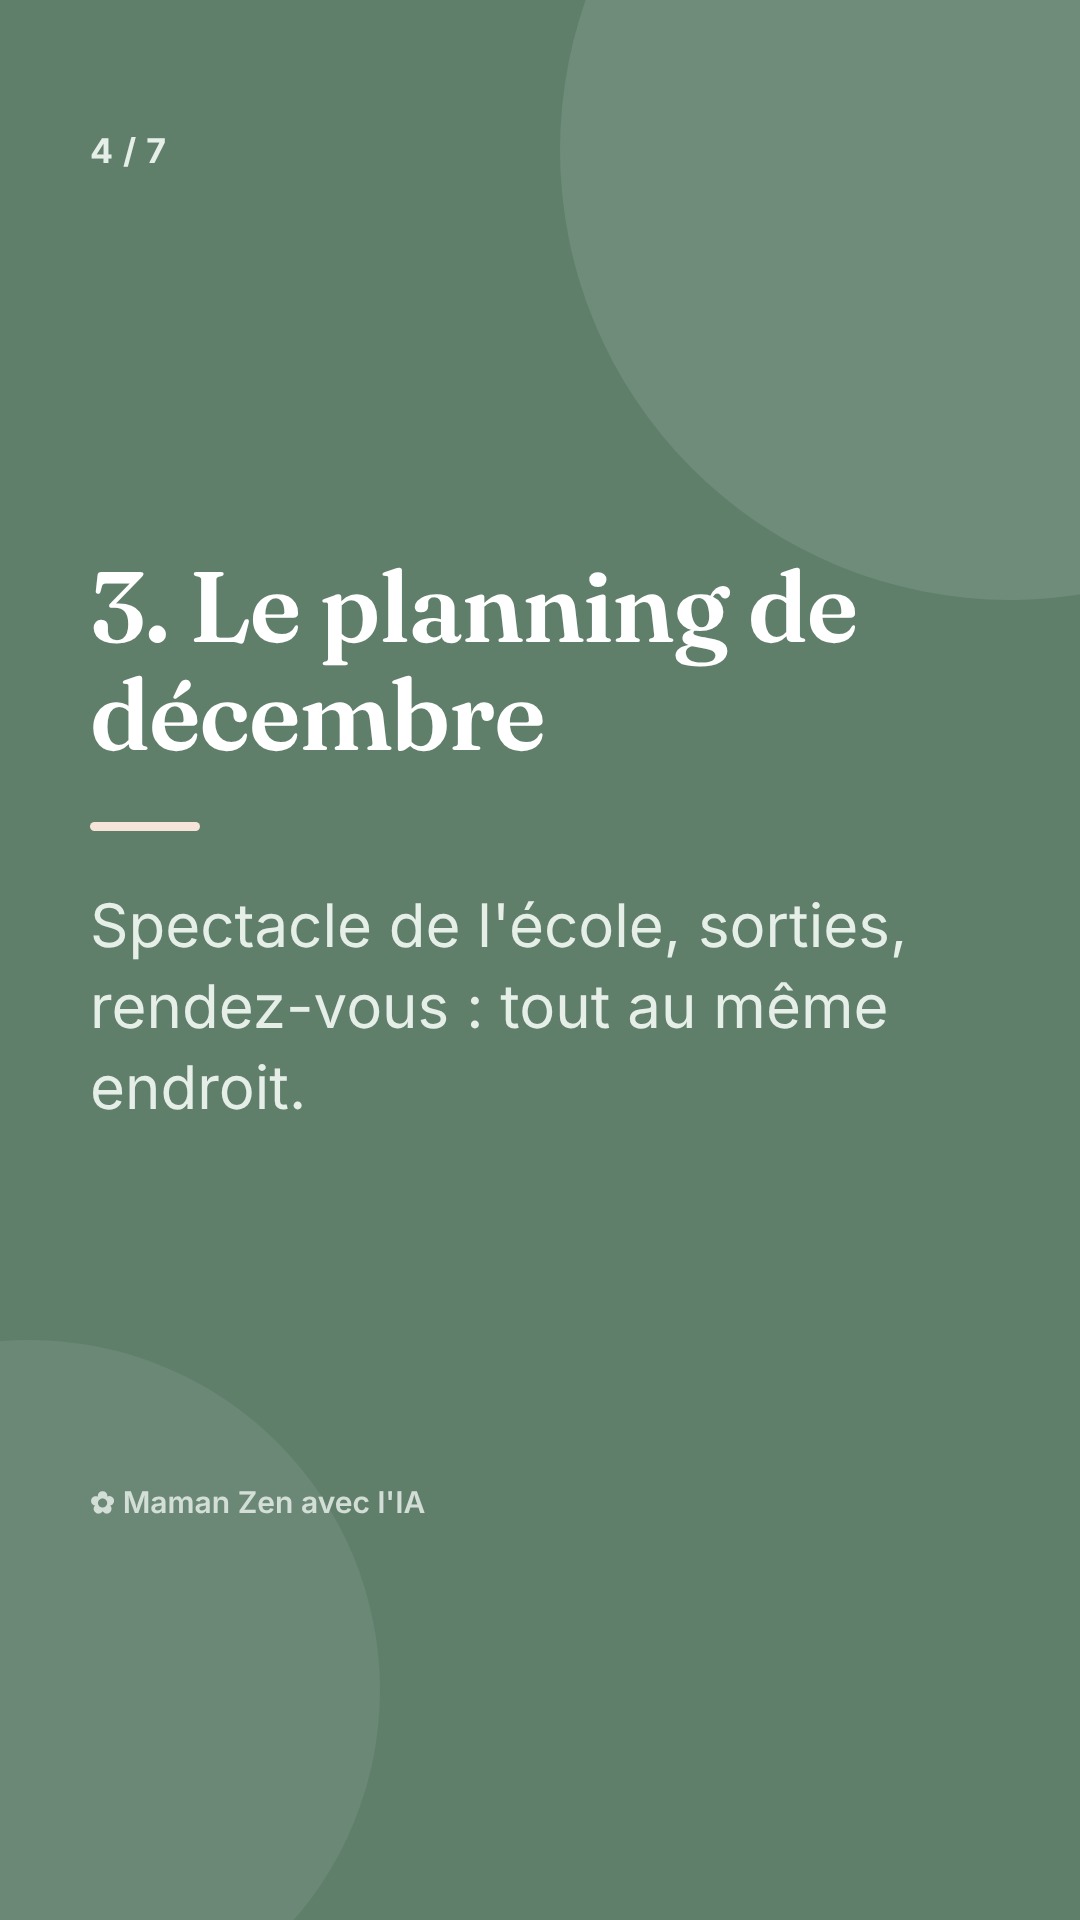 4 / 7
3. Le planning de
décembre
Spectacle de l'école, sorties,
rendez-vous : tout au même
endroit.
✿ Maman Zen avec l'IA